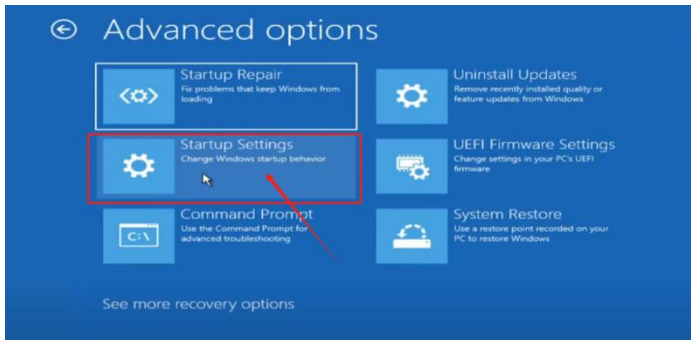 Advanced options
Startup Repair
Fix problems that keep Windows from
loading
Uninstall Updates
Remove recently installed quality or
feature updates from Windows
Startup Settings
Change Windows startup behavior
UEFI Firmware Settings
Change settings in your PC's UEFI
firmware
Command Prompt
Use the Command Prompt for
advanced troubleshooting
C:\
System Restore
Use a restore point recorded on your
PC to restore Windows
See more recovery options